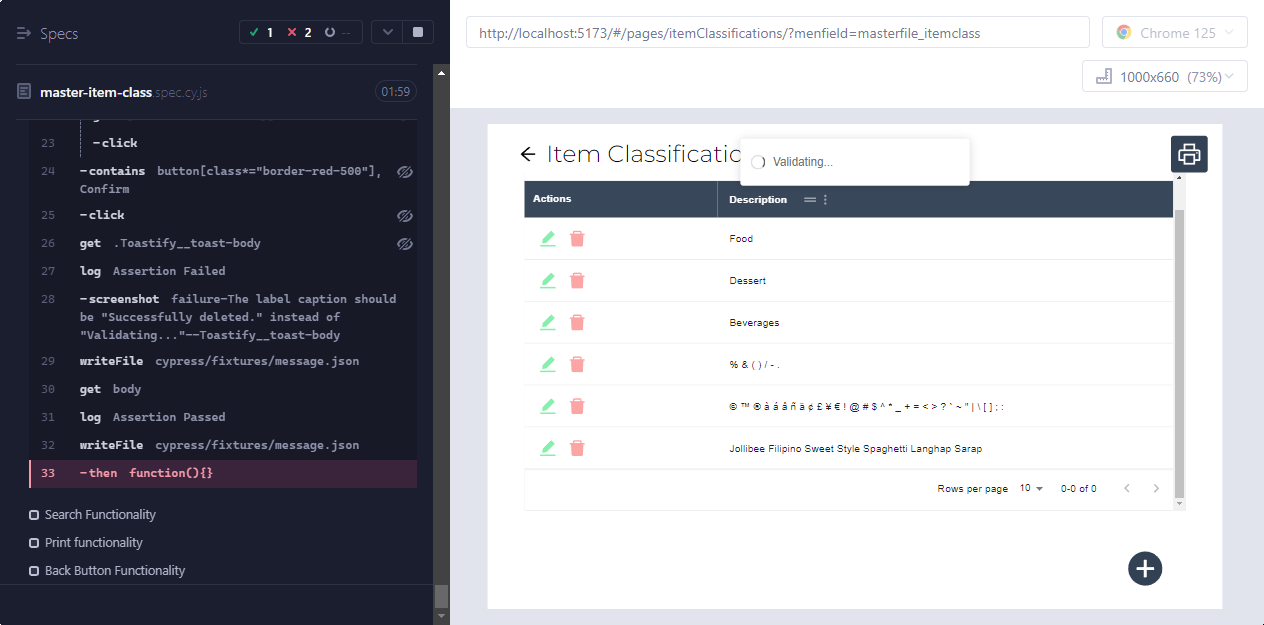 Specs
1
2
--
master-item-class.spec.cy.js
01:59
23 -click
24 -contains button[class*="border-red-500"],
Confirm
25 -click
26 get .Toastify__toast-body
27 log Assertion Failed
28 -screenshot failure-The label caption should
be "Successfully deleted." instead of
"Validating..."--Toastify__toast-body
29 writeFile cypress/fixtures/message.json
30 get body
31 log Assertion Passed
32 writeFile cypress/fixtures/message.json
33 -then function(){}
Search Functionality
Print functionality
Back Button Functionality
http://localhost:5173/#/pages/itemClassifications/?menfield=masterfile_itemclass
Chrome 125
1000x660 (73%)
Item Classificatio
Validating...
Actions Description
Food
Dessert
Beverages
% & ( ) / - .
© ™ ® à á â ñ ä ¢ £ ¥ € ! @ # $ ^ * _ + = < > ? ` ~ " | \ [ ] ; :
Jollibee Filipino Sweet Style Spaghetti Langhap Sarap
Rows per page 10 0-0 of 0